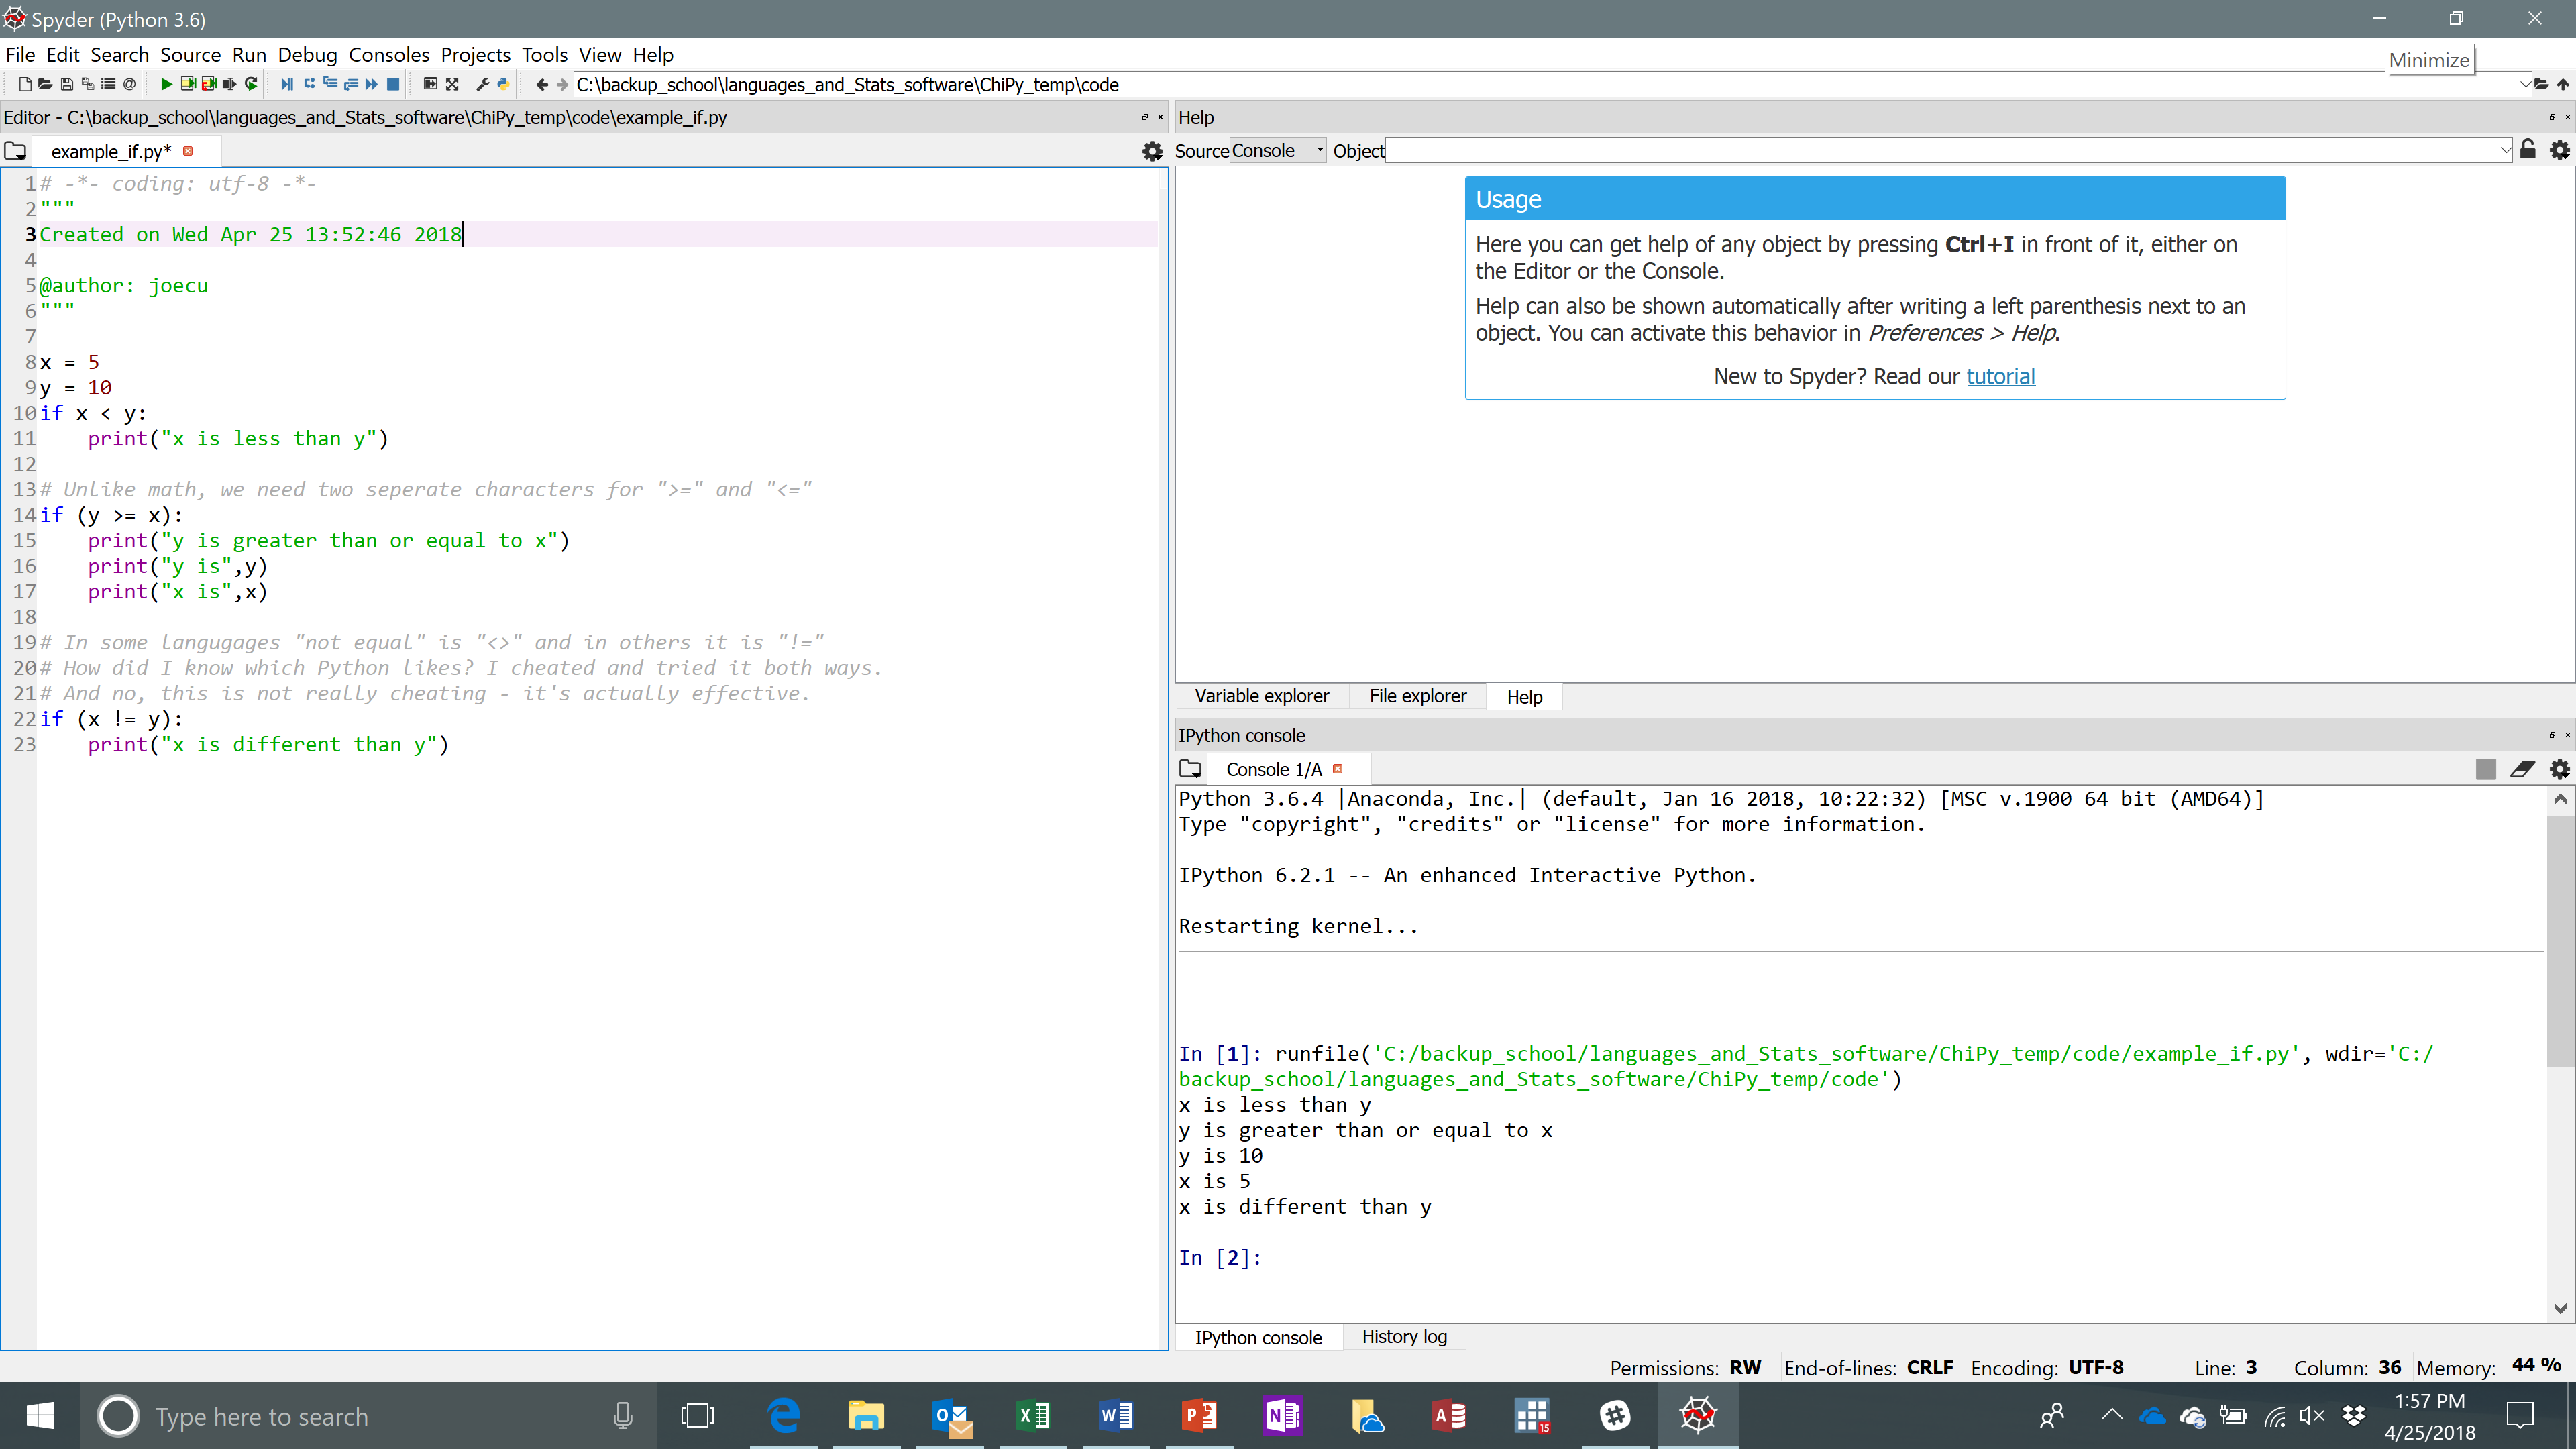 Spyder (Python 3.6)
File Edit Search Source Run Debug Consoles Projects Tools View Help
Minimize
C:\backup_school\languages_and_Stats_software\ChiPy_temp\code
Editor - C:\backup_school\languages_and_Stats_software\ChiPy_temp\code\example_if.py
example_if.py*
1 # -*- coding: utf-8 -*-
2 """
3 Created on Wed Apr 25 13:52:46 2018
4
5 @author: joecu
6 """
7
8 x = 5
9 y = 10
10 if x < y:
11     print("x is less than y")
12
13 # Unlike math, we need two seperate characters for ">=" and "<="
14 if (y >= x):
15     print("y is greater than or equal to x")
16     print("y is",y)
17     print("x is",x)
18
19 # In some langugages "not equal" is "<>" and in others it is "!="
20 # How did I know which Python likes? I cheated and tried it both ways.
21 # And no, this is not really cheating - it's actually effective.
22 if (x != y):
23     print("x is different than y")
Help
Source Console Object
Usage
Here you can get help of any object by pressing Ctrl+I in front of it, either on
the Editor or the Console.
Help can also be shown automatically after writing a left parenthesis next to an
object. You can activate this behavior in Preferences > Help.
New to Spyder? Read our tutorial
Variable explorer File explorer Help
IPython console
Console 1/A
Python 3.6.4 |Anaconda, Inc.| (default, Jan 16 2018, 10:22:32) [MSC v.1900 64 bit (AMD64)]
Type "copyright", "credits" or "license" for more information.
IPython 6.2.1 -- An enhanced Interactive Python.
Restarting kernel...
In [1]: runfile('C:/backup_school/languages_and_Stats_software/ChiPy_temp/code/example_if.py', wdir='C:/
backup_school/languages_and_Stats_software/ChiPy_temp/code')
x is less than y
y is greater than or equal to x
y is 10
x is 5
x is different than y
In [2]:
IPython console History log
Permissions: RW End-of-lines: CRLF Encoding: UTF-8 Line: 3 Column: 36 Memory: 44 %
Type here to search
15
1:57 PM
4/25/2018